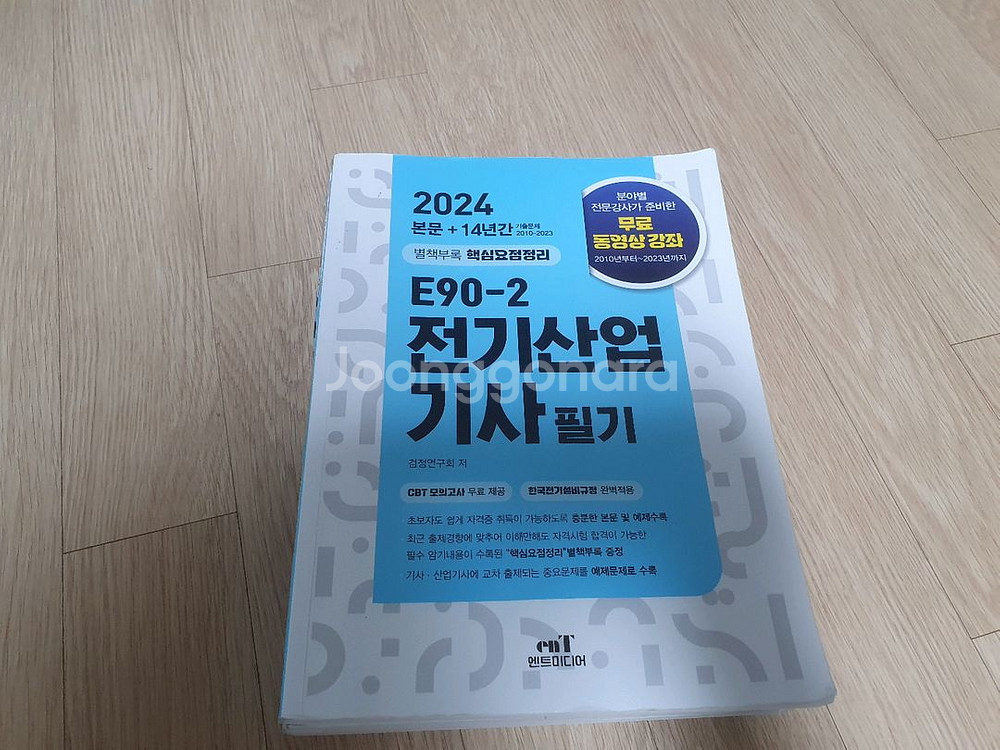 2024
본문 + 14년간 기출문제 2010-2023
별책부록 핵심요점정리
분야별
전문강사가 준비한
무료
동영상 강좌
2010년부터~2023년까지
E90-2
전기산업
기사 필기
Joonggonara
검정연구회 저
CBT 모의고사 무료 제공
한국전기설비규정 완벽적용
· 초보자도 쉽게 자격증 취득이 가능하도록 충분한 본문 및 예제수록
· 최근 출제경향에 맞추어 이해만해도 자격시험 합격이 가능한
필수 암기내용이 수록된 "핵심요점정리"별책부록 증정
· 기사 · 산업기사에 교차 출제되는 중요문제를 예제문제로 수록
enT
엔트미디어